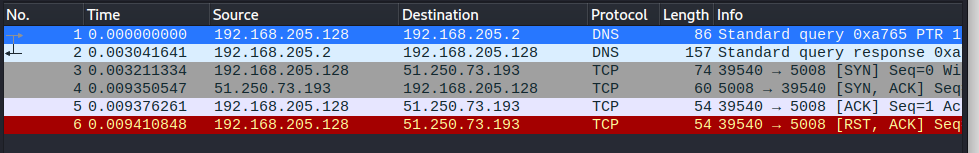 No. Time Source Destination Protocol Length Info
1 0.000000000 192.168.205.128 192.168.205.2 DNS 86 Standard query 0xa765 PTR 1
2 0.003041641 192.168.205.2 192.168.205.128 DNS 157 Standard query response 0xa
3 0.003211334 192.168.205.128 51.250.73.193 TCP 74 39540 → 5008 [SYN] Seq=0 Wi
4 0.009350547 51.250.73.193 192.168.205.128 TCP 60 5008 → 39540 [SYN, ACK] Seq
5 0.009376261 192.168.205.128 51.250.73.193 TCP 54 39540 → 5008 [ACK] Seq=1 Ac
6 0.009410848 192.168.205.128 51.250.73.193 TCP 54 39540 → 5008 [RST, ACK] Seq